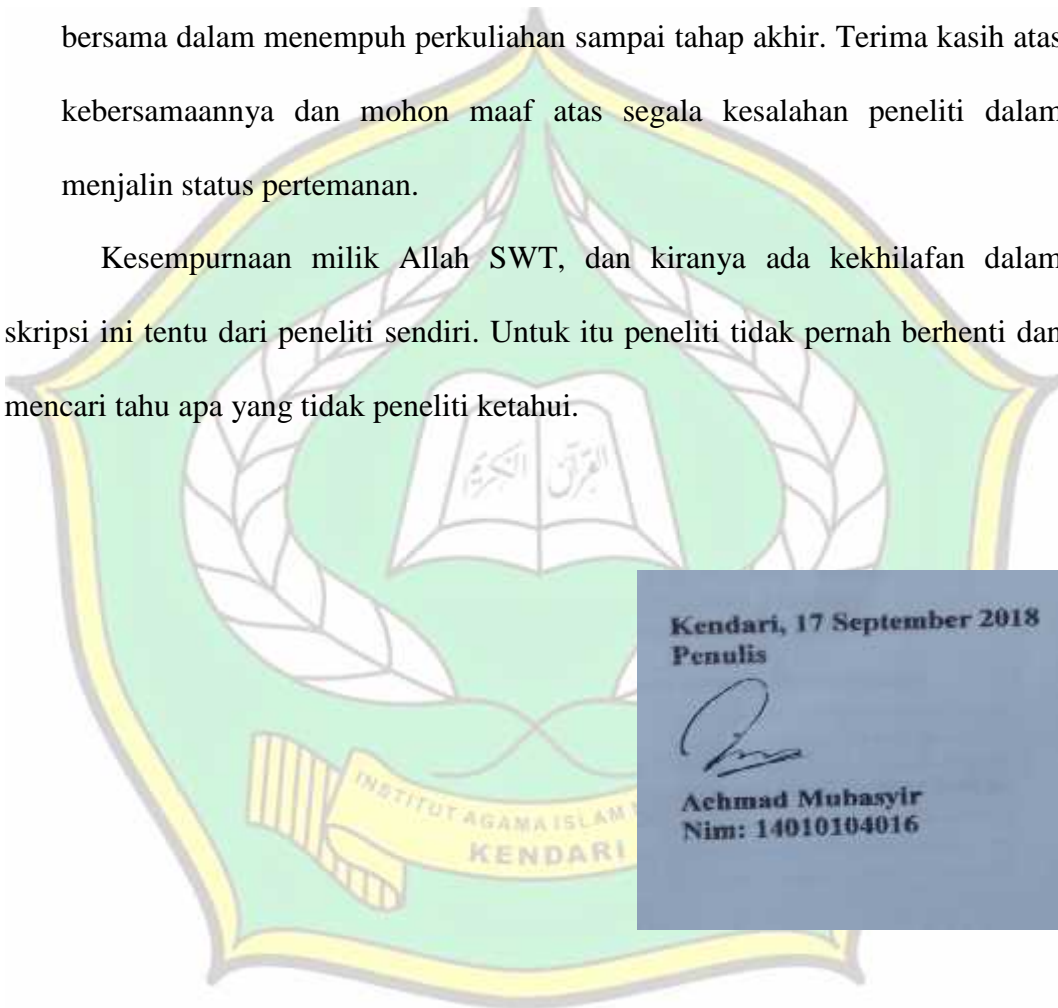 bersama dalam menempuh perkuliahan sampai tahap akhir. Terima kasih atas
kebersamaannya dan mohon maaf atas segala kesalahan peneliti dalam
menjalin status pertemanan.
Kesempurnaan milik Allah SWT, dan kiranya ada kekhilafan dalam
skripsi ini tentu dari peneliti sendiri. Untuk itu peneliti tidak pernah berhenti dan
mencari tahu apa yang tidak peneliti ketahui.
القرآن الكريم
Kendari, 17 September 2018
Penulis
Achmad Mubasyir
Nim: 14010104016
INSTITUT AGAMA ISLAM
KENDARI